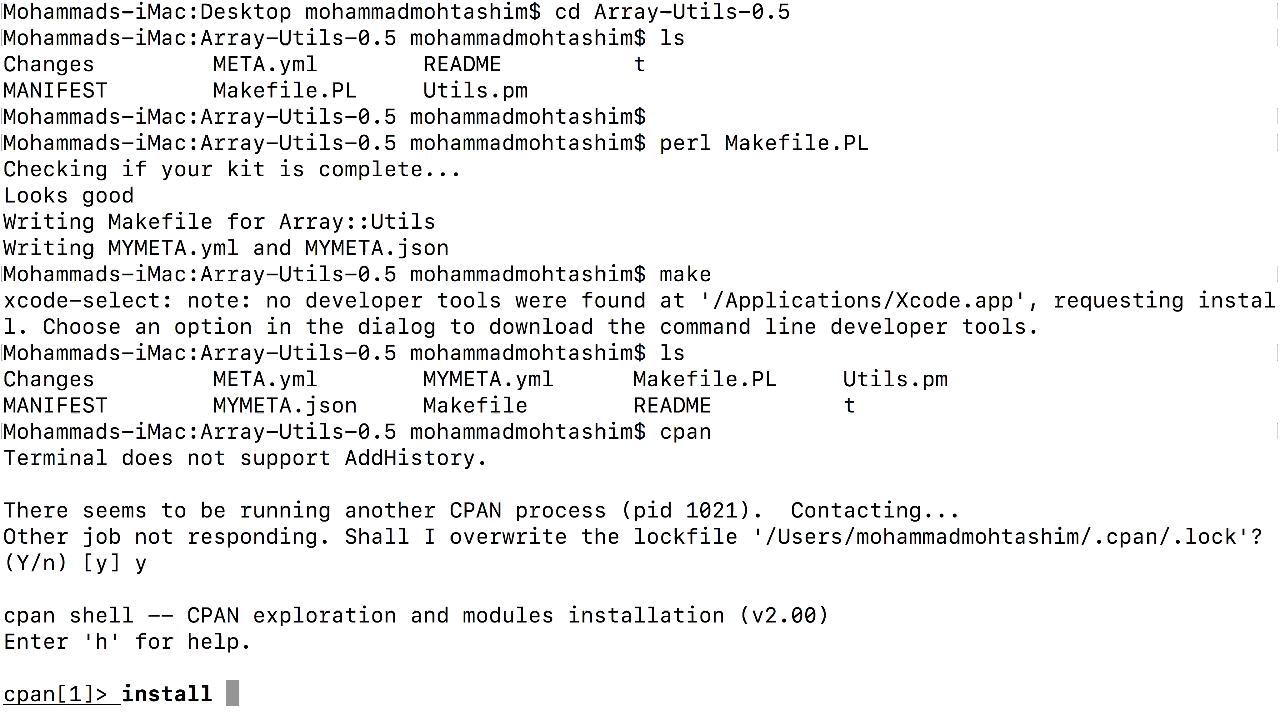 Mohammads-iMac:Desktop mohammadmohtashim$ cd Array-Utils-0.5
Mohammads-iMac:Array-Utils-0.5 mohammadmohtashim$ ls
Changes         META.yml        README          t
MANIFEST        Makefile.PL     Utils.pm
Mohammads-iMac:Array-Utils-0.5 mohammadmohtashim$
Mohammads-iMac:Array-Utils-0.5 mohammadmohtashim$ perl Makefile.PL
Checking if your kit is complete...
Looks good
Writing Makefile for Array::Utils
Writing MYMETA.yml and MYMETA.json
Mohammads-iMac:Array-Utils-0.5 mohammadmohtashim$ make
xcode-select: note: no developer tools were found at '/Applications/Xcode.app', requesting instal
l. Choose an option in the dialog to download the command line developer tools.
Mohammads-iMac:Array-Utils-0.5 mohammadmohtashim$ ls
Changes         META.yml        MYMETA.yml      Makefile.PL     Utils.pm
MANIFEST        MYMETA.json     Makefile        README          t
Mohammads-iMac:Array-Utils-0.5 mohammadmohtashim$ cpan
Terminal does not support AddHistory.
There seems to be running another CPAN process (pid 1021).  Contacting...
Other job not responding. Shall I overwrite the lockfile '/Users/mohammadmohtashim/.cpan/.lock'?
(Y/n) [y] y
cpan shell -- CPAN exploration and modules installation (v2.00)
Enter 'h' for help.
cpan[1]> install